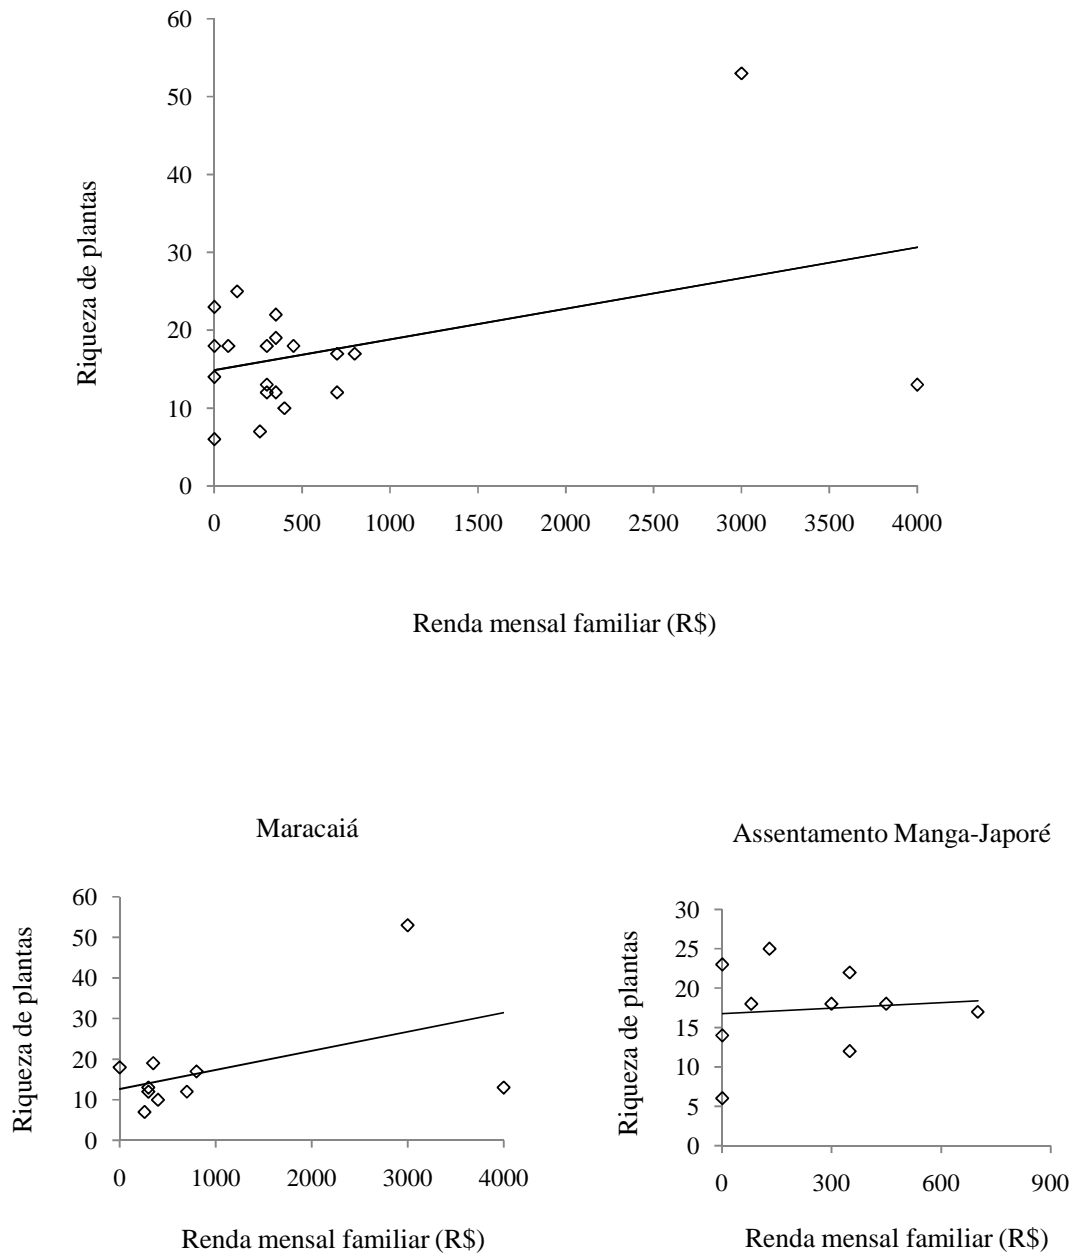 60
50
40
30
20
10
0
Riqueza de plantas
0 500 1000 1500 2000 2500 3000 3500 4000
Renda mensal familiar (R$)
Maracaiá
60
50
40
30
20
10
0
Riqueza de plantas
0 1000 2000 3000 4000
Renda mensal familiar (R$)
Assentamento Manga-Japoré
30
25
20
15
10
5
0
Riqueza de plantas
0 300 600 900
Renda mensal familiar (R$)